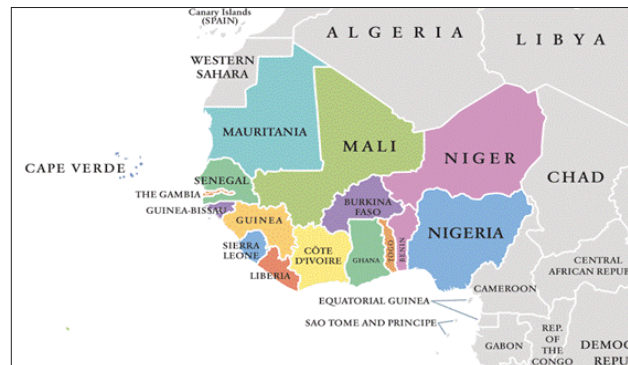 Canary Islands
(SPAIN)
ALGERIA
LIBYA
WESTERN
SAHARA
MAURITANIA
MALI
NIGER
CHAD
CAPE VERDE
SENEGAL
THE GAMBIA
GUINEA-BISSAU
GUINEA
BURKINA
FASO
NIGERIA
SIERRA
LEONE
CÔTE
D'IVOIRE
GHANA
TOGO
BENIN
LIBERIA
CENTRAL
AFRICAN REPU
CAMEROON
EQUATORIAL GUINEA
SAO TOME AND PRINCIPE
GABON
REP.
OF THE
CONGO
DEMOC
REPU